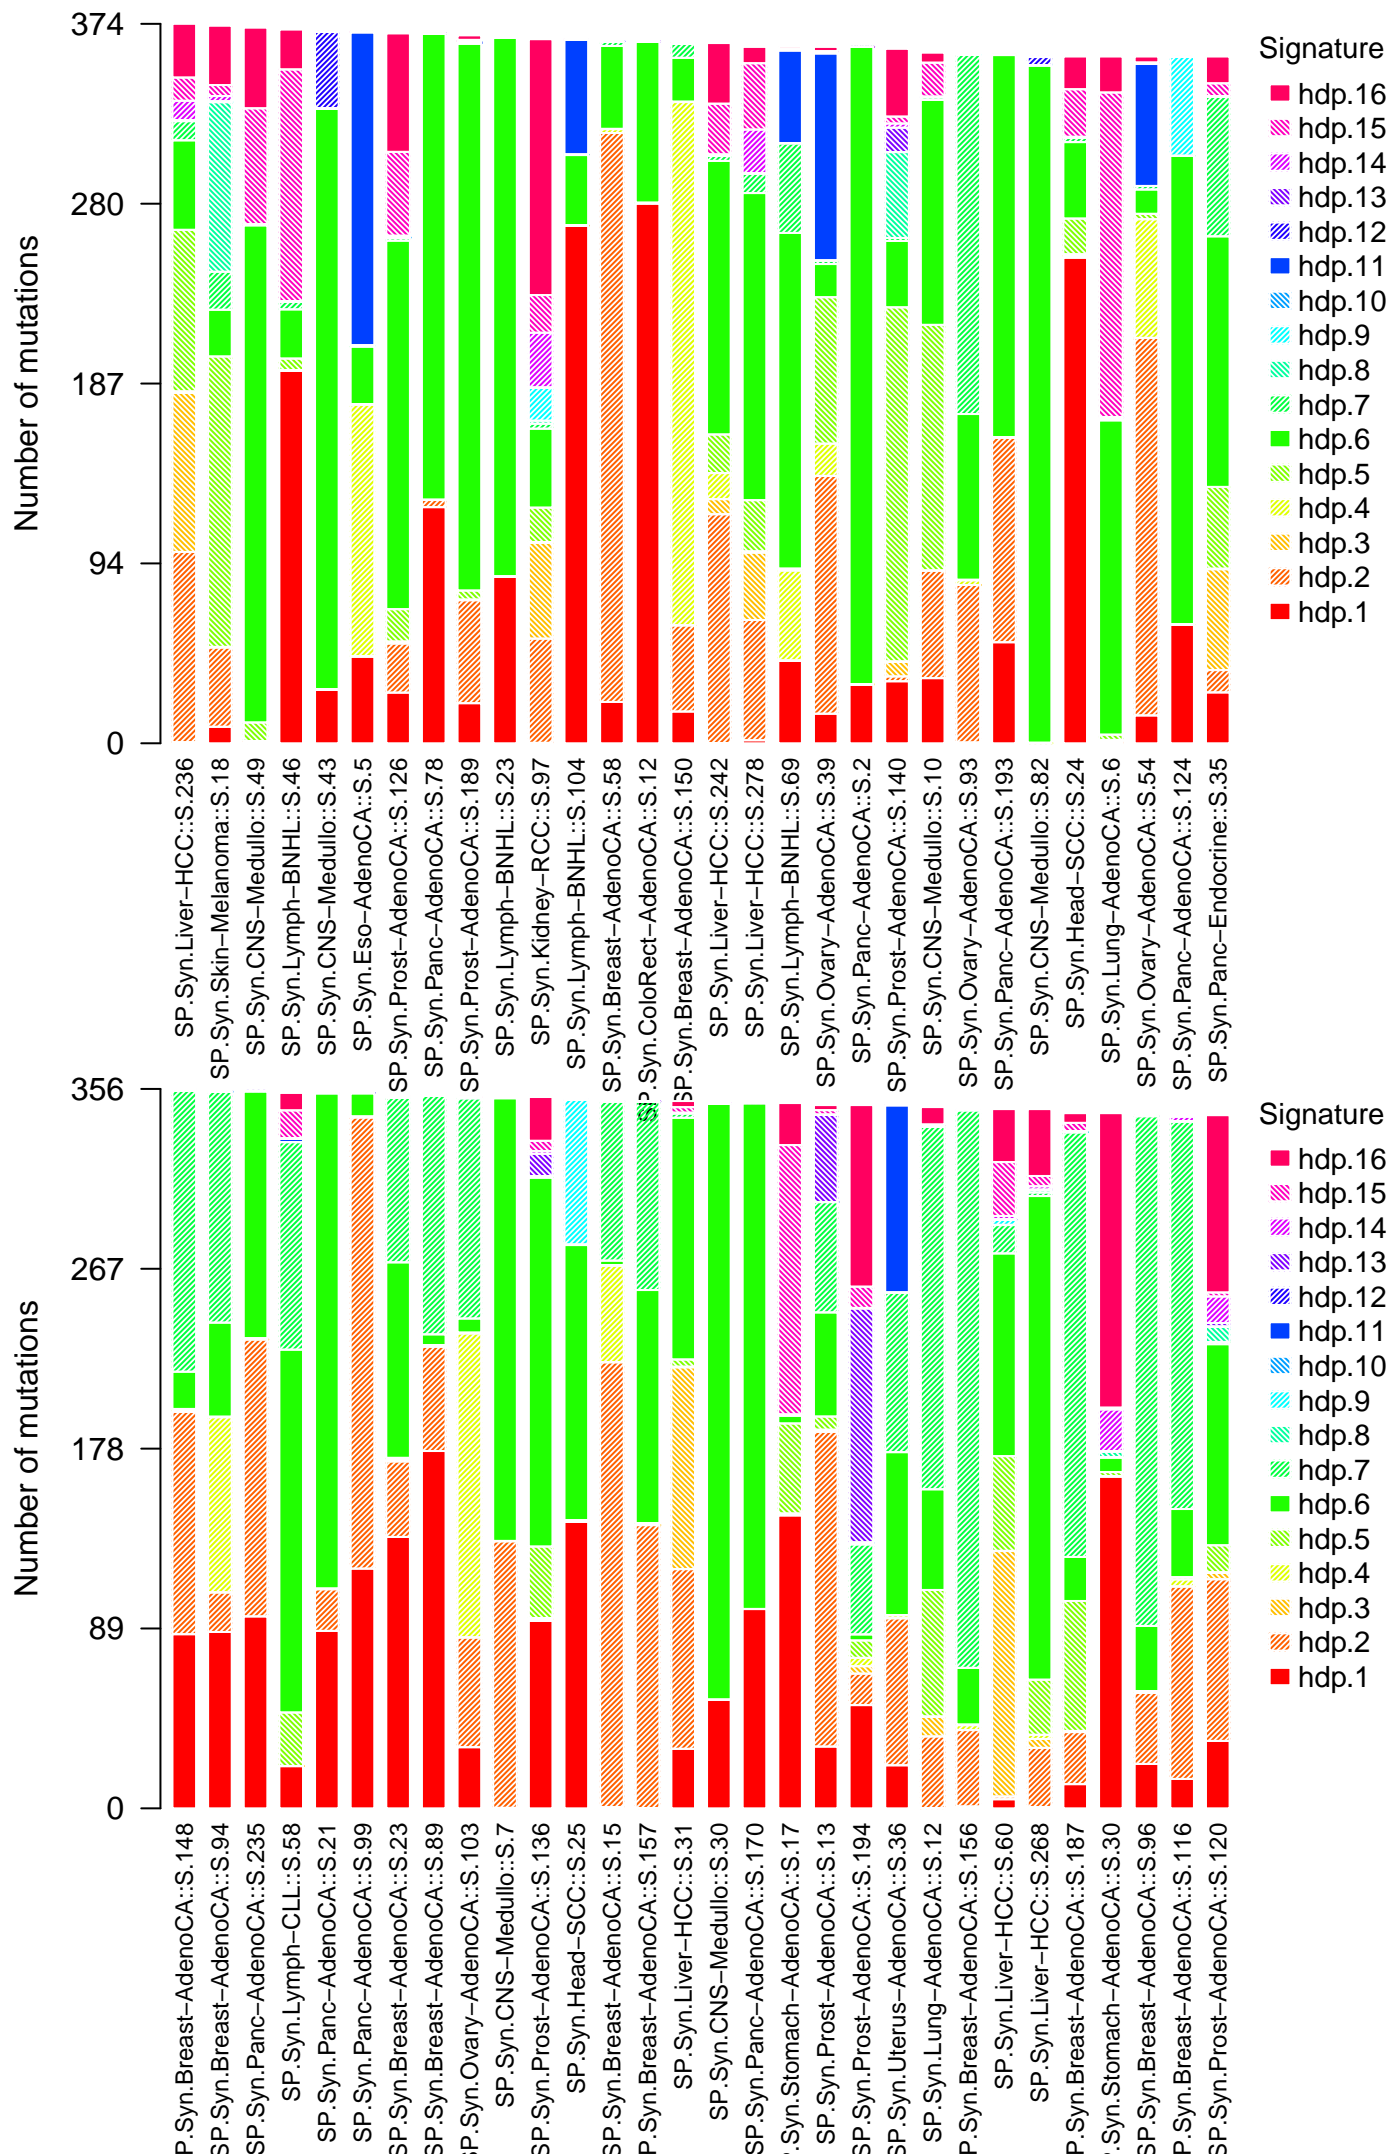 Number of mutations
374
280
187
94
0
Signature
hdp.16
hdp.15
hdp.14
hdp.13
hdp.12
hdp.11
hdp.10
hdp.9
hdp.8
hdp.7
hdp.6
hdp.5
hdp.4
hdp.3
hdp.2
hdp.1
SP.Syn.Liver−HCC::S.236
SP.Syn.Skin−Melanoma::S.18
SP.Syn.CNS−Medullo::S.49
SP.Syn.Lymph−BNHL::S.46
SP.Syn.CNS−Medullo::S.43
SP.Syn.Eso−AdenoCA::S.5
SP.Syn.Prost−AdenoCA::S.126
SP.Syn.Panc−AdenoCA::S.78
SP.Syn.Prost−AdenoCA::S.189
SP.Syn.Lymph−BNHL::S.23
SP.Syn.Kidney−RCC::S.97
SP.Syn.Lymph−BNHL::S.104
SP.Syn.Breast−AdenoCA::S.58
SP.Syn.ColoRect−AdenoCA::S.12
SP.Syn.Breast−AdenoCA::S.150
SP.Syn.Liver−HCC::S.242
SP.Syn.Liver−HCC::S.278
SP.Syn.Lymph−BNHL::S.69
SP.Syn.Ovary−AdenoCA::S.39
SP.Syn.Panc−AdenoCA::S.2
SP.Syn.Prost−AdenoCA::S.140
SP.Syn.CNS−Medullo::S.10
SP.Syn.Ovary−AdenoCA::S.93
SP.Syn.Panc−AdenoCA::S.193
SP.Syn.CNS−Medullo::S.82
SP.Syn.Head−SCC::S.24
SP.Syn.Lung−AdenoCA::S.6
SP.Syn.Ovary−AdenoCA::S.54
SP.Syn.Panc−AdenoCA::S.124
SP.Syn.Panc−Endocrine::S.35
Number of mutations
356
267
178
89
0
Signature
hdp.16
hdp.15
hdp.14
hdp.13
hdp.12
hdp.11
hdp.10
hdp.9
hdp.8
hdp.7
hdp.6
hdp.5
hdp.4
hdp.3
hdp.2
hdp.1
P.Syn.Breast−AdenoCA::S.148
SP.Syn.Breast−AdenoCA::S.94
SP.Syn.Panc−AdenoCA::S.235
SP.Syn.Lymph−CLL::S.58
SP.Syn.Panc−AdenoCA::S.21
SP.Syn.Panc−AdenoCA::S.99
SP.Syn.Breast−AdenoCA::S.23
SP.Syn.Breast−AdenoCA::S.89
SP.Syn.Ovary−AdenoCA::S.103
SP.Syn.CNS−Medullo::S.7
SP.Syn.Prost−AdenoCA::S.136
SP.Syn.Head−SCC::S.25
SP.Syn.Breast−AdenoCA::S.15
P.Syn.Breast−AdenoCA::S.157
SP.Syn.Liver−HCC::S.31
SP.Syn.CNS−Medullo::S.30
SP.Syn.Panc−AdenoCA::S.170
.Syn.Stomach−AdenoCA::S.17
SP.Syn.Prost−AdenoCA::S.13
SP.Syn.Prost−AdenoCA::S.194
SP.Syn.Uterus−AdenoCA::S.36
SP.Syn.Lung−AdenoCA::S.12
P.Syn.Breast−AdenoCA::S.156
SP.Syn.Liver−HCC::S.60
SP.Syn.Liver−HCC::S.268
P.Syn.Breast−AdenoCA::S.187
.Syn.Stomach−AdenoCA::S.30
SP.Syn.Breast−AdenoCA::S.96
P.Syn.Breast−AdenoCA::S.116
SP.Syn.Prost−AdenoCA::S.120